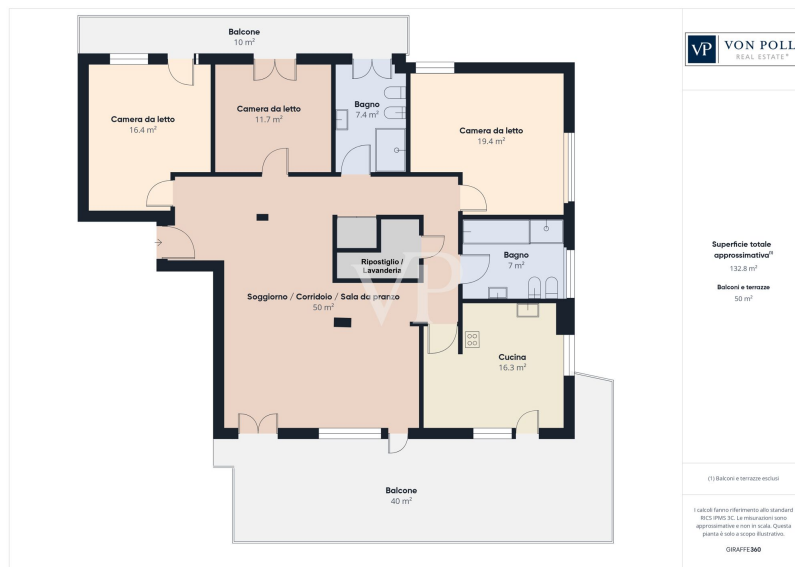 Balcone
10 m²
Camera da letto
16.4 m²
Camera da letto
11.7 m²
Bagno
7.4 m²
Camera da letto
19.4 m²
Ripostiglio /
Lavanderia
Bagno
7 m²
Soggiorno / Corridoio / Sala da pranzo
50 m²
VP
Cucina
16.3 m²
Balcone
40 m²
VP
VON POLL
REAL ESTATE®
Superficie totale
approssimativa⁽¹⁾
132.8 m²
Balconi e terrazze
50 m²
(1) Balconi e terrazze esclusi
I calcoli fanno riferimento allo standard
RICS IPMS 3C. Le misurazioni sono
approssimative e non in scala. Questa
pianta è solo a scopo illustrativo.
GIRAFFE360